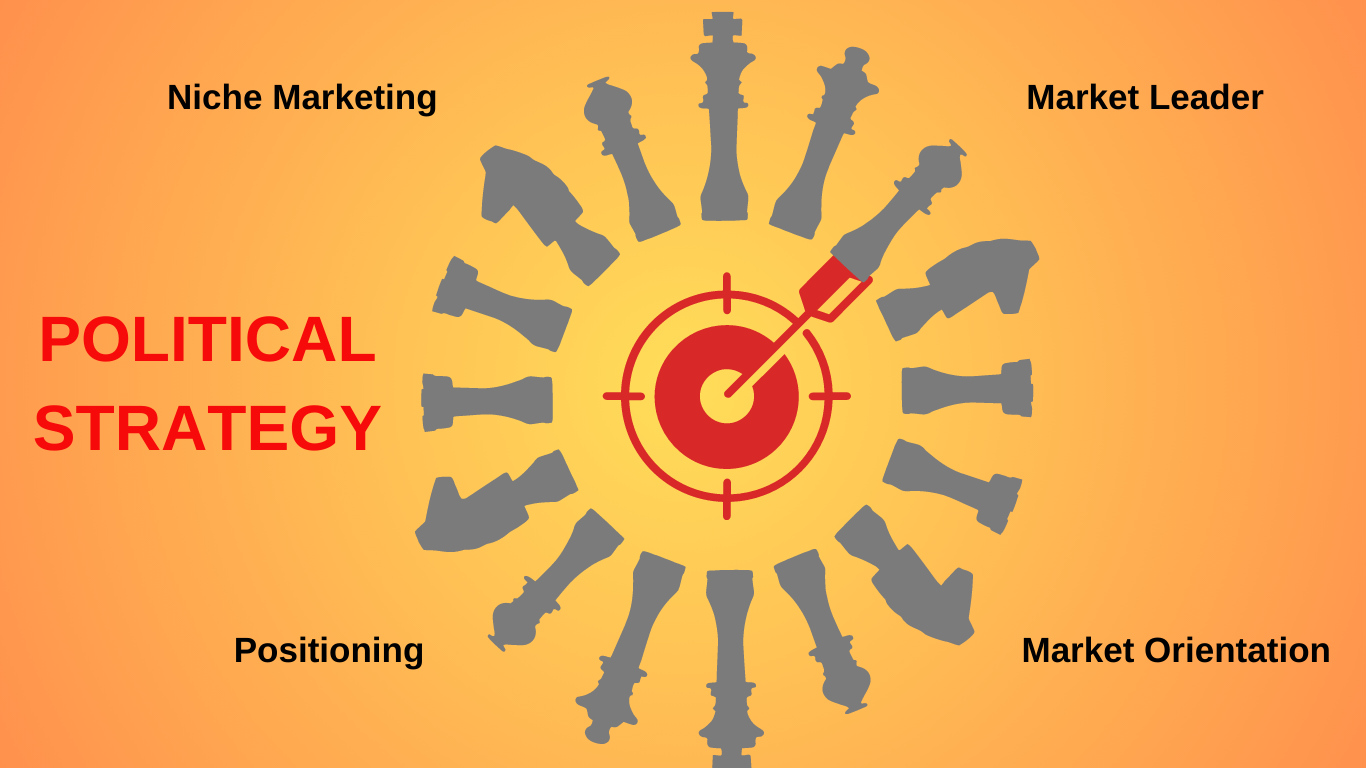 Niche Marketing
Market Leader
POLITICAL
STRATEGY
Positioning
Market Orientation